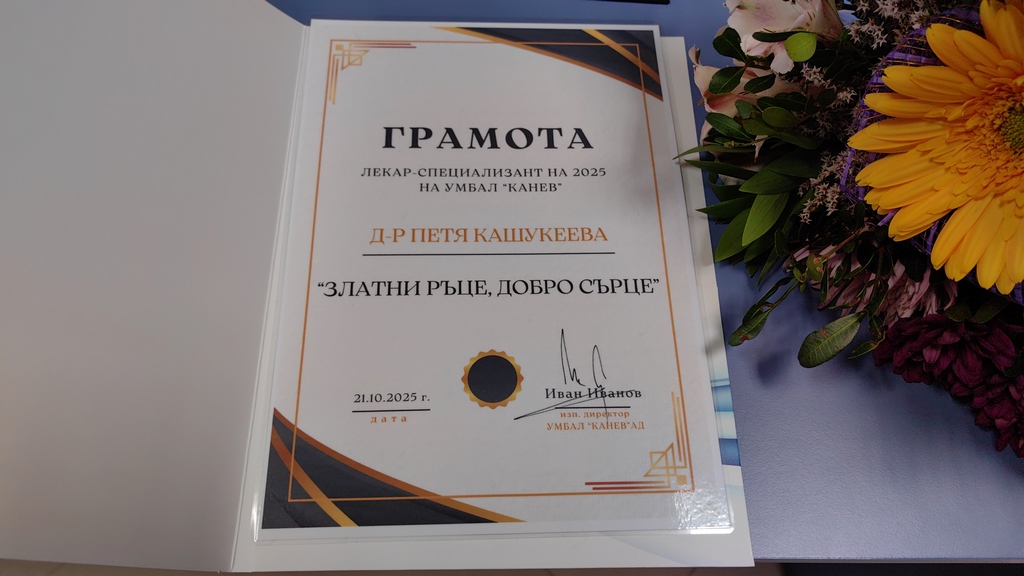 ГРАМОТА
ЛЕКАР-СПЕЦИАЛИЗАНТ НА 2025
НА УМБАЛ "КАНЕВ"
Д-Р ПЕТЯ КАШУКЕЕВА
"ЗЛАТНИ РЪЦЕ, ДОБРО СЪРЦЕ"
21.10.2025 г.
дата
Иван Иванов
изп. директор
УМБАЛ "КАНЕВ"АД